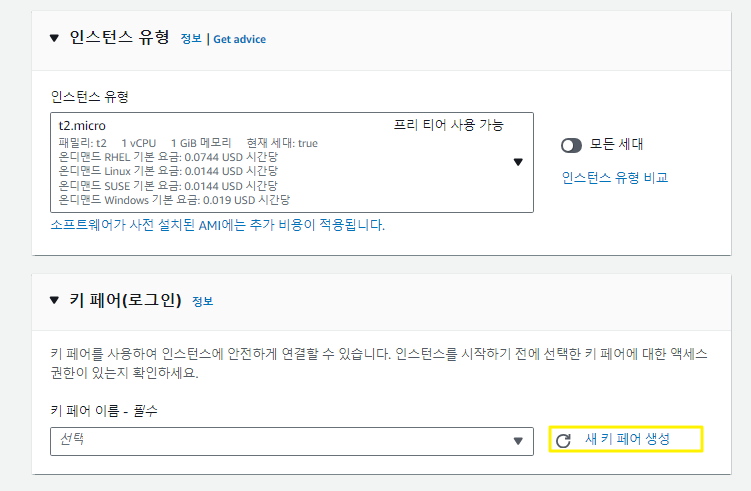 인스턴스 유형 정보 | Get advice
인스턴스 유형
t2.micro 프리 티어 사용 가능
패밀리: t2 1 vCPU 1 GiB 메모리 현재 세대: true
온디맨드 RHEL 기본 요금: 0.0744 USD 시간당
온디맨드 Linux 기본 요금: 0.0144 USD 시간당
온디맨드 SUSE 기본 요금: 0.0144 USD 시간당
온디맨드 Windows 기본 요금: 0.019 USD 시간당
모든 세대
인스턴스 유형 비교
소프트웨어가 사전 설치된 AMI에는 추가 비용이 적용됩니다.
키 페어(로그인) 정보
키 페어를 사용하여 인스턴스에 안전하게 연결할 수 있습니다. 인스턴스를 시작하기 전에 선택한 키 페어에 대한 액세스
권한이 있는지 확인하세요.
키 페어 이름 - 필수
선택
새 키 페어 생성